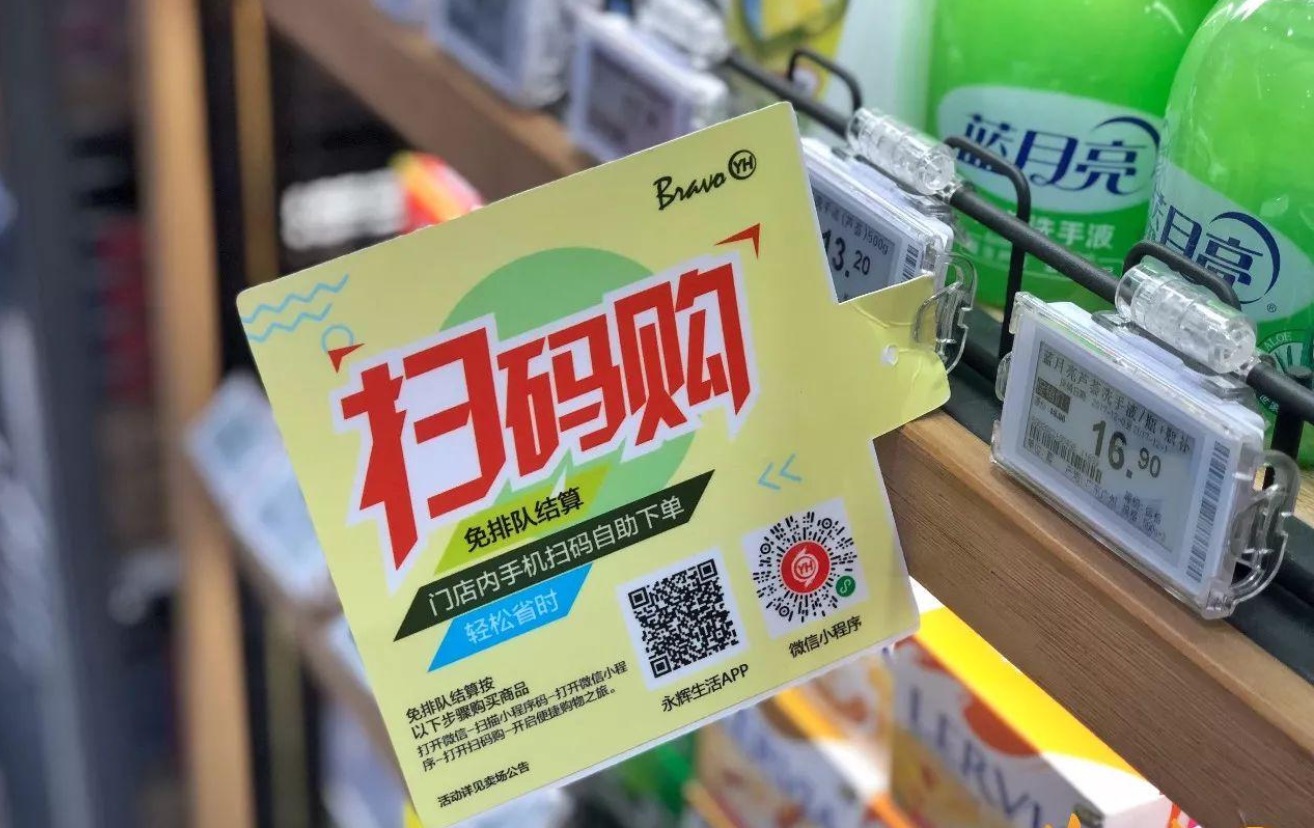 Bravo YH
扫码购
免排队结算
门店内手机扫码自助下单
轻松省时
YH
永辉生活APP
微信小程序
免排队结算按
以下步骤购买商品
打开微信-扫描小程序码-打开微信小程
序-打开扫码购-开启便捷购物之旅。
活动详见卖场公告
13.20
蓝月亮
洗手液
月亮
16.90